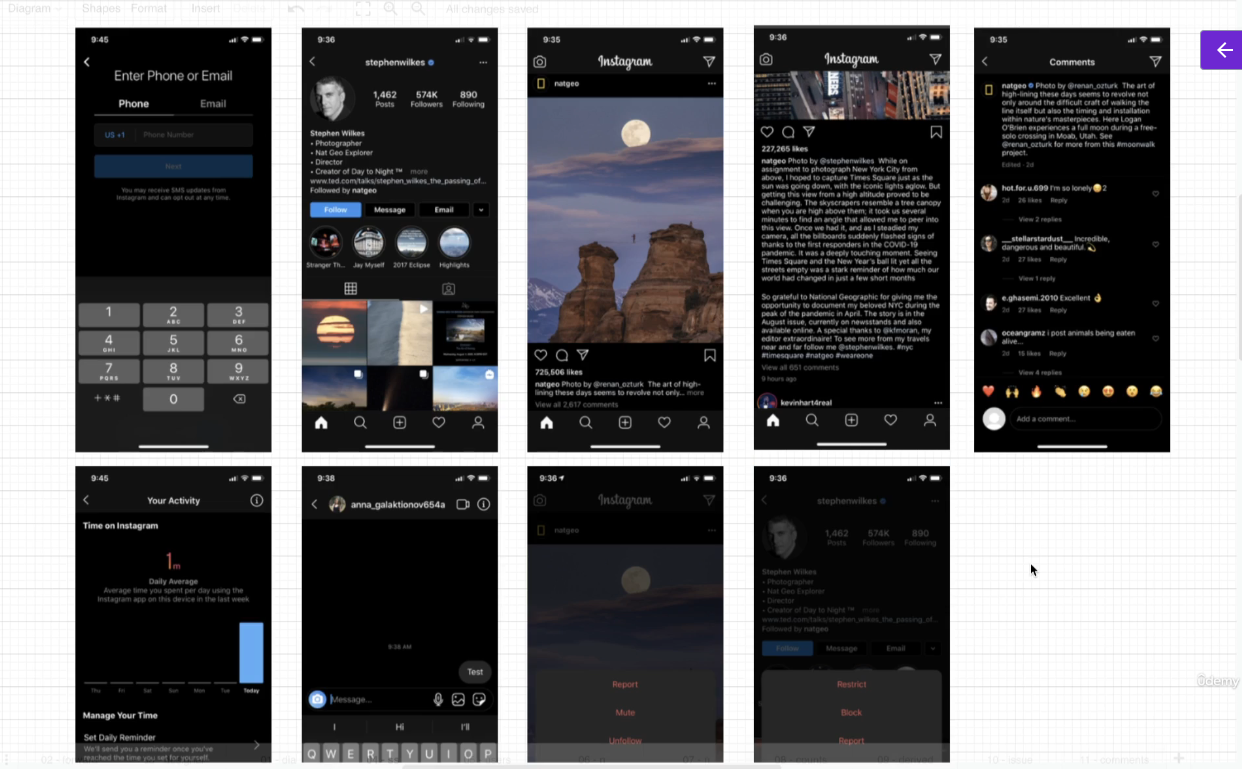 Diagram
Shapes
Format
Insert
Delete
All changes saved
9:45
Enter Phone or Email
Phone
Email
US +1
Phone Number
Next
You may receive SMS updates from
Instagram and can opt out at any time.
1
2
ABC
3
DEF
4
GHI
5
JKL
6
MNO
7
PQRS
8
TUV
9
WXYZ
+*#
0
9:36
stephenwilkes
1,462
574K
890
Posts
Followers
Following
Stephen Wilkes
• Photographer
• Nat Geo Explorer
• Director
• Creator of Day to Night ™ more
www.ted.com/talks/stephen_wilkes_the_passing_of...
Followed by natgeo
Follow
Message
Email
Stranger Th...
Jay Myself
2017 Eclipse
Highlights
9:35
Instagram
natgeo
725,506 likes
natgeo Photo by @renan_ozturk The art of high-
lining these days seems to revolve not only... more
View all 2,617 comments
9:36
Instagram
NERS
227,265 likes
natgeo Photo by @stephenwilkes While on
assignment to photograph New York City from
above, I hoped to capture Times Square just as the
sun was going down, with the iconic lights aglow. But
getting this view from a high altitude proved to be
challenging. The skyscrapers resemble a tree canopy
when you are high above them; it took us several
minutes to find an angle that allowed me to peer into
this view. Once we had it, and as I steadied my
camera, all the billboards suddenly flashed signs of
thanks to the first responders in the COVID-19
pandemic. It was a deeply touching moment. Seeing
Times Square and the New Year's ball lit yet all the
streets empty was a stark reminder of how much our
world had changed in just a few short months
So grateful to National Geographic for giving me the
opportunity to document my beloved NYC during the
peak of the pandemic in April. The story is in the
August issue, currently on newsstands and also
available online. A special thanks to @kfmoran, my
editor extraordinaire! To see more from my travels
near and far follow me @stephenwilkes. #nyc
#timesquare #natgeo #weareone
View all 651 comments
9 hours ago
kevinhart4real
9:35
Comments
natgeo Photo by @renan_ozturk The art of
high-lining these days seems to revolve not
only around the difficult craft of walking the
line itself but also the timing and installation
within nature's masterpieces. Here Logan
O'Brien experiences a full moon during a free-
solo crossing in Moab, Utah. See
@renan_ozturk for more from this #moonwalk
project.
Edited · 2d
hot.for.u.699 I'm so lonely 2
2d 26 likes Reply
View 2 replies
___stellarstardust__ Incredible,
dangerous and beautiful.
2d 27 likes Reply
View 1 reply
e.ghasemi.2010 Excellent
2d 27 likes Reply
oceangramz i post animals being eaten
alive...
2d 15 likes Reply
View 4 replies
Add a comment...
9:45
Your Activity
Time on Instagram
1m
Daily Average
Average time you spent per day using the
Instagram app on this device in the last week
Thu Fri Sat Sun Mon Tue Today
Manage Your Time
Set Daily Reminder
We'll send you a reminder once you've
reached the time you set for yourself.
9:38
anna_galaktionov654a
9:38 AM
Test
Message...
I
Hi
I'll
Q W E R T Y U I O P
9:36
Instagram
natgeo
Report
Mute
Unfollow
9:36
stephenwilkes
1,462
574K
890
Posts
Followers
Following
Stephen Wilkes
• Photographer
• Nat Geo Explorer
• Director
• Creator of Day to Night ™ more
www.ted.com/talks/stephen_wilkes_the_passing_of...
Followed by natgeo
Follow
Message
Email
Restrict
Block
Report
ûdemy
11 - comments